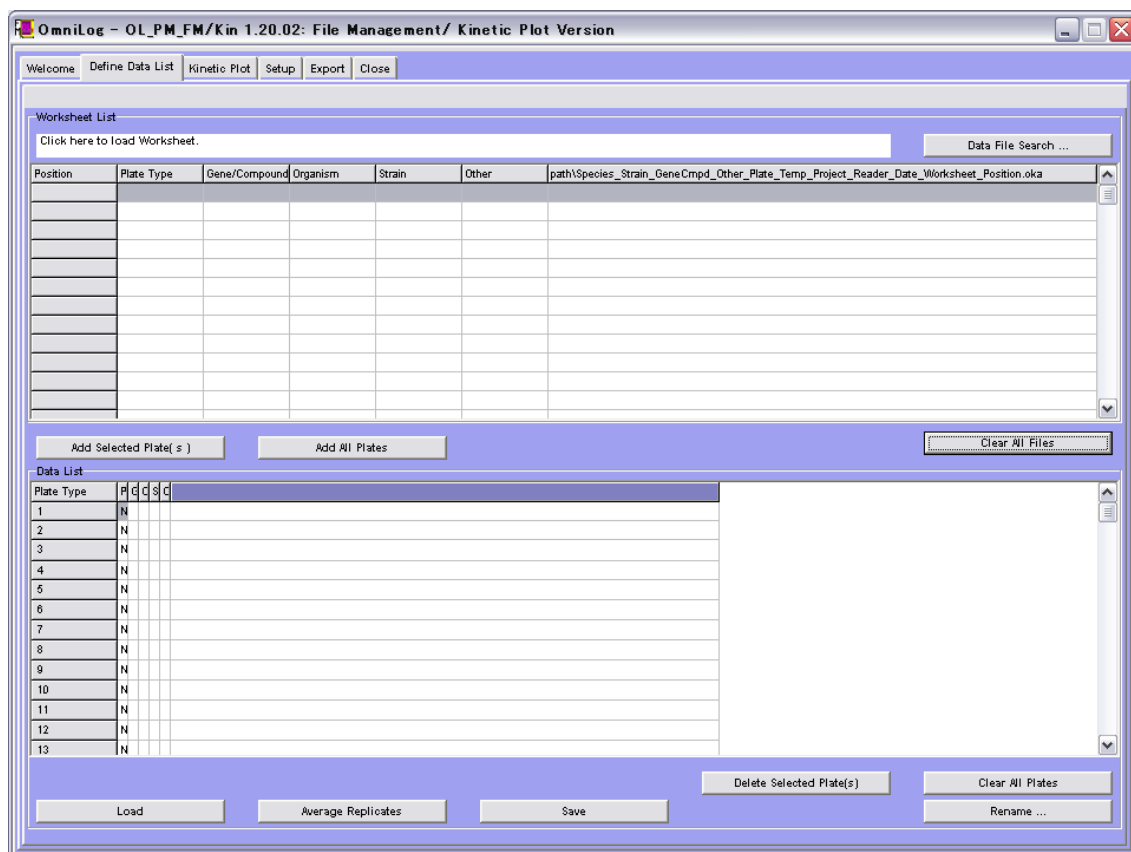 OmniLog - OL_PM_FM/Kin 1.20.02: File Management/ Kinetic Plot Version
Welcome Define Data List Kinetic Plot Setup Export Close
Worksheet List
Click here to load Worksheet.
Data File Search ...
Position Plate Type Gene/Compound Organism Strain Other path\Species_Strain_GeneCmpd_Other_Plate_Temp_Project_Reader_Date_Worksheet_Position.oka
Add Selected Plate( s ) Add All Plates Clear All Files
Data List
Plate Type P G O S O
1 N
2 N
3 N
4 N
5 N
6 N
7 N
8 N
9 N
10 N
11 N
12 N
13 N
Delete Selected Plate(s) Clear All Plates
Load Average Replicates Save Rename ...